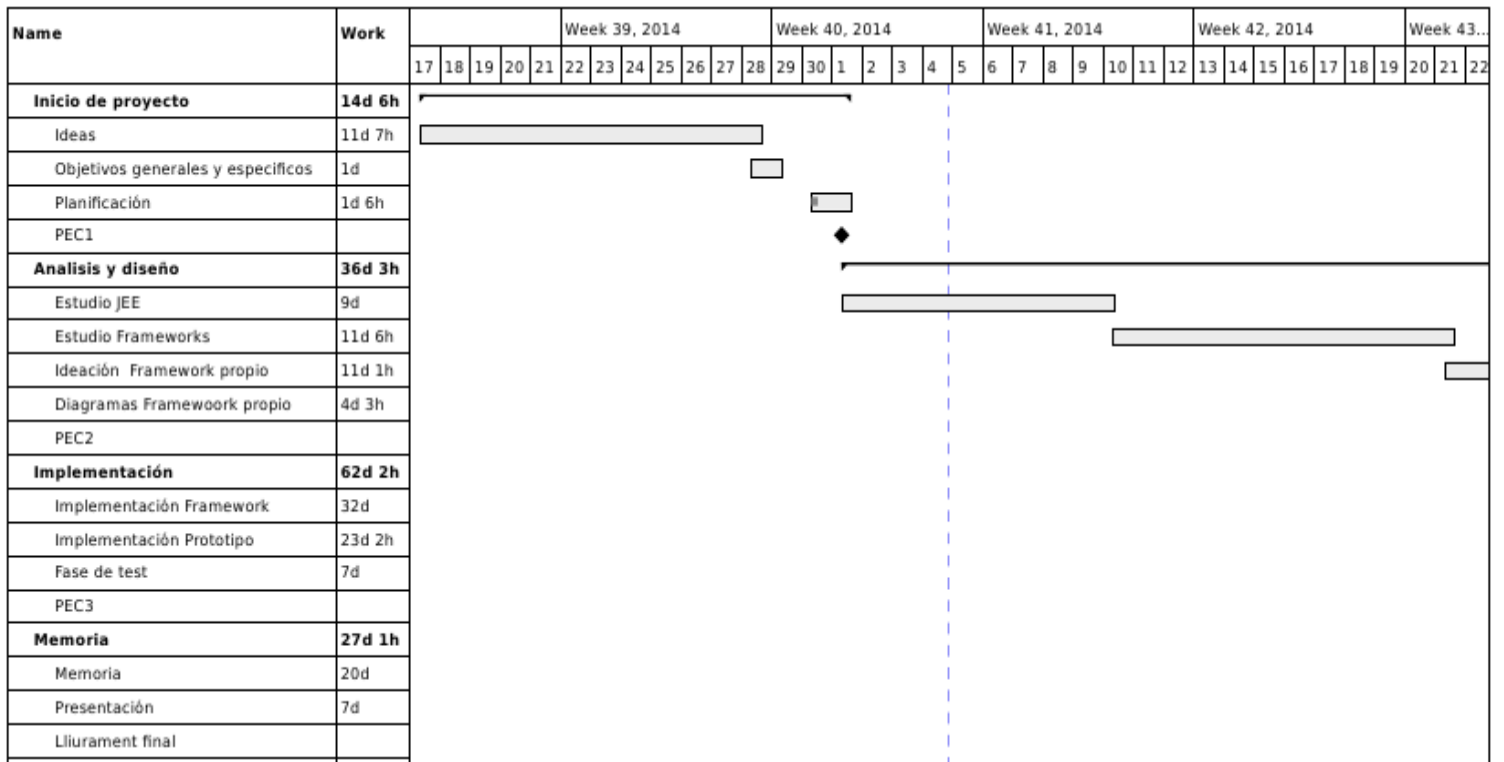 Name Work Week 39, 2014 Week 40, 2014 Week 41, 2014 Week 42, 2014 Week 43...
17 18 19 20 21 22 23 24 25 26 27 28 29 30 1 2 3 4 5 6 7 8 9 10 11 12 13 14 15 16 17 18 19 20 21 22
Inicio de proyecto 14d 6h
Ideas 11d 7h
Objetivos generales y especificos 1d
Planificación 1d 6h
PEC1
Analisis y diseño 36d 3h
Estudio JEE 9d
Estudio Frameworks 11d 6h
Ideación Framework propio 11d 1h
Diagramas Framewoork propio 4d 3h
PEC2
Implementación 62d 2h
Implementación Framework 32d
Implementación Prototipo 23d 2h
Fase de test 7d
PEC3
Memoria 27d 1h
Memoria 20d
Presentación 7d
Lliurament final